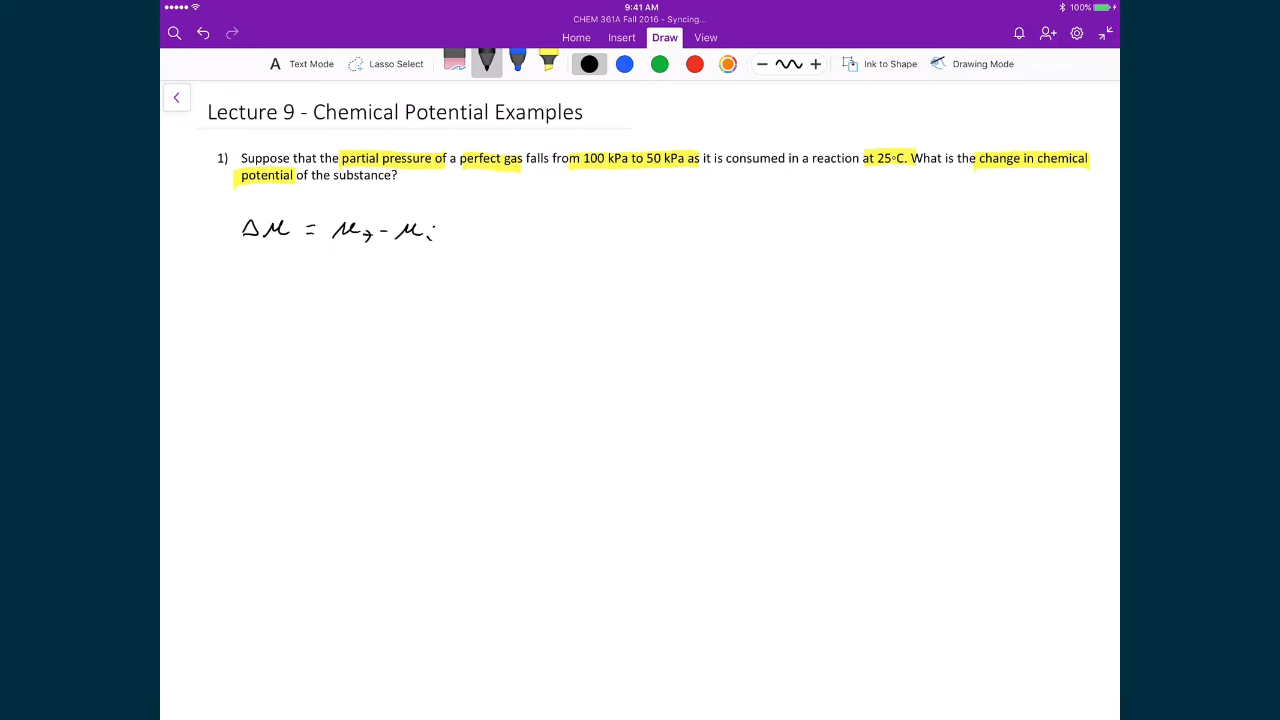 9:41 AM
100%
CHEM 361A Fall 2016 - Syncing...
Home Insert Draw View
A Text Mode Lasso Select Ink to Shape Drawing Mode
Lecture 9 - Chemical Potential Examples
1) Suppose that the partial pressure of a perfect gas falls from 100 kPa to 50 kPa as it is consumed in a reaction at 25◦C. What is the change in chemical
potential of the substance?
Δμ = μf - μi